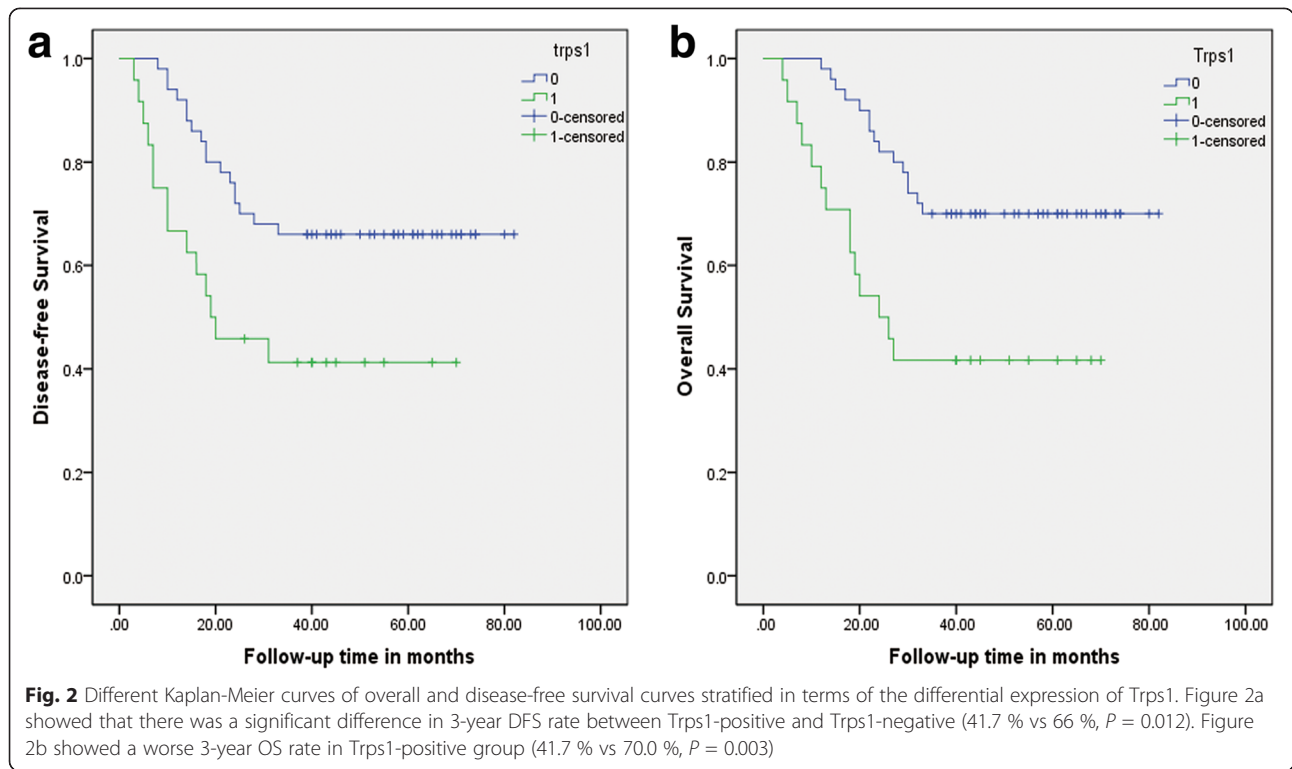 a
trps1
0
1
0-censored
1-censored
1.0
0.8
0.6
0.4
0.2
0.0
Disease-free Survival
.00 20.00 40.00 60.00 80.00 100.00
Follow-up time in months
b
Trps1
0
1
0-censored
1-censored
1.0
0.8
0.6
0.4
0.2
0.0
Overall Survival
.00 20.00 40.00 60.00 80.00 100.00
Follow-up time in months
Fig. 2 Different Kaplan-Meier curves of overall and disease-free survival curves stratified in terms of the differential expression of Trps1. Figure 2a
showed that there was a significant difference in 3-year DFS rate between Trps1-positive and Trps1-negative (41.7 % vs 66 %, P = 0.012). Figure
2b showed a worse 3-year OS rate in Trps1-positive group (41.7 % vs 70.0 %, P = 0.003)